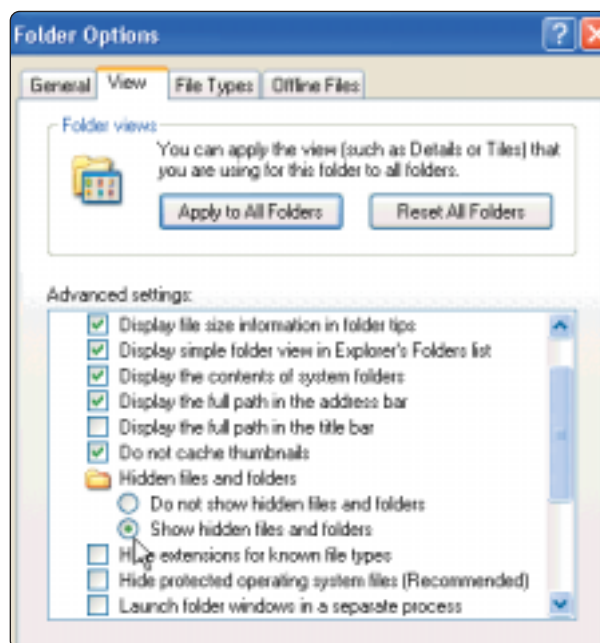 Folder Options
General View File Types Offline Files
Folder views
You can apply the view (such as Details or Tiles) that
you are using for this folder to all folders.
Apply to All Folders Reset All Folders
Advanced settings:
Display file size information in folder tips
Display simple folder view in Explorer's Folders list
Display the contents of system folders
Display the full path in the address bar
Display the full path in the title bar
Do not cache thumbnails
Hidden files and folders
Do not show hidden files and folders
Show hidden files and folders
Hide extensions for known file types
Hide protected operating system files (Recommended)
Launch folder windows in a separate process